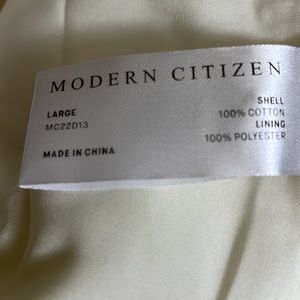 MODERN CITIZEN
LARGE
MC22D13
MADE IN CHINA
SHELL
100% COTTON
LINING
100% POLYESTER